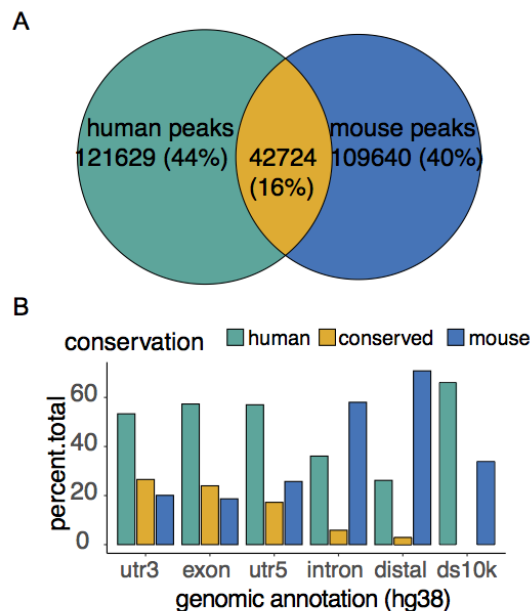 A
human peaks
121629 (44%)
42724
(16%)
mouse peaks
109640 (40%)
B
conservation human conserved mouse
percent.total
60
40
20
0
utr3 exon utr5 intron distal ds10k
genomic annotation (hg38)